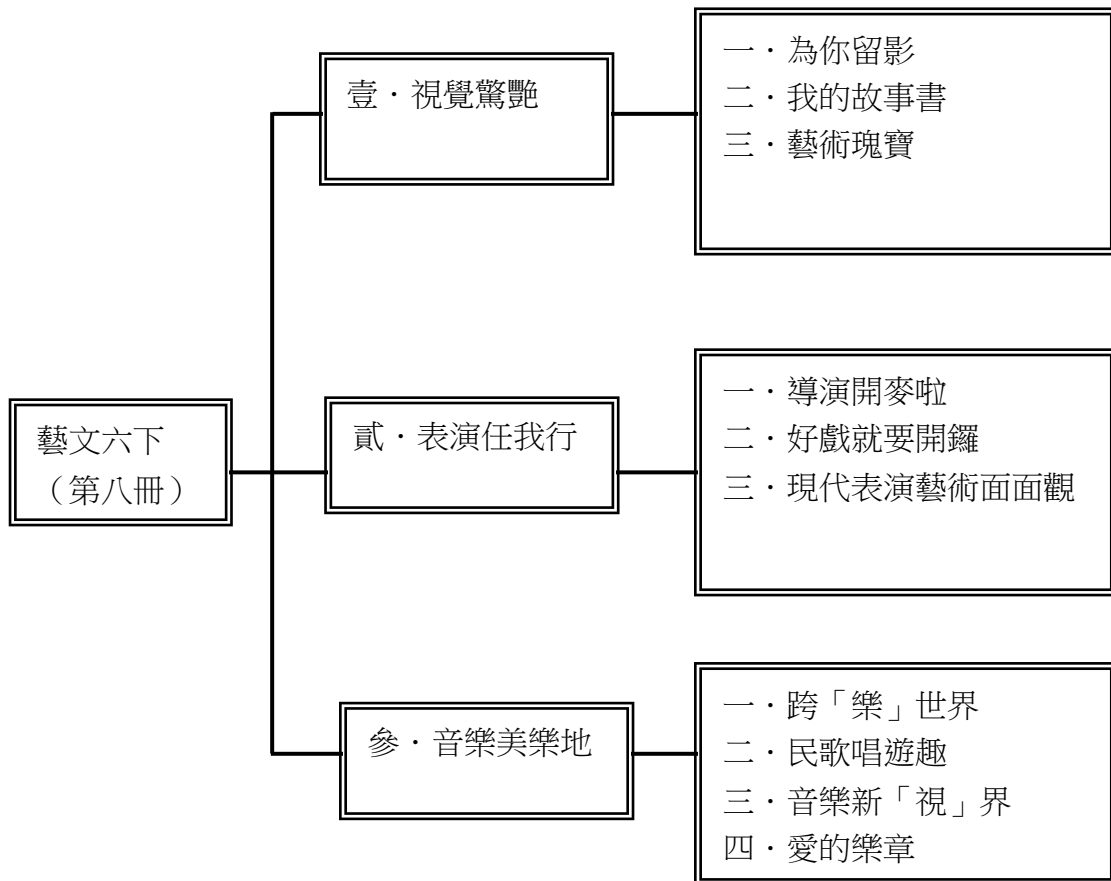 壹．視覺驚艷
一．為你留影
二．我的故事書
三．藝術瑰寶
藝文六下
（第八冊）
貳．表演任我行
一．導演開麥啦
二．好戲就要開鑼
三．現代表演藝術面面觀
參．音樂美樂地
一．跨「樂」世界
二．民歌唱遊趣
三．音樂新「視」界
四．愛的樂章